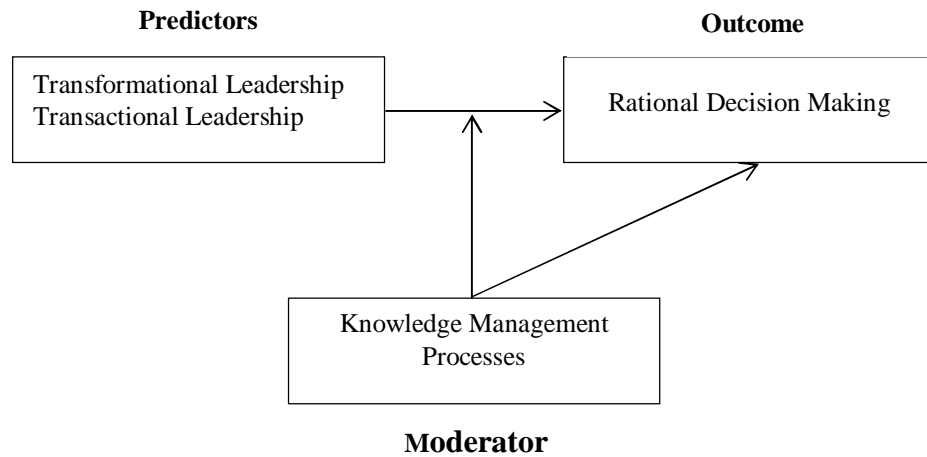 Predictors
Outcome
Transformational Leadership
Transactional Leadership
Rational Decision Making
Knowledge Management
Processes
Moderator